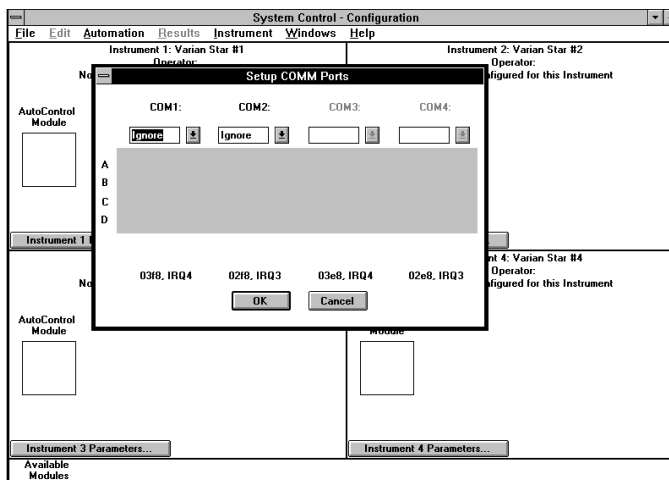 System Control - Configuration
File Edit Automation Results Instrument Windows Help
Instrument 1: Varian Star #1
Operator:
No
AutoControl
Module
Instrument 1
Instrument 2: Varian Star #2
Operator:
figured for this Instrument
Setup COMM Ports
COM1: COM2: COM3: COM4:
Ignore Ignore
A
B
C
D
03f8, IRQ4 02f8, IRQ3 03e8, IRQ4 02e8, IRQ3
OK Cancel
No
AutoControl
Module
Instrument 3 Parameters...
nt 4: Varian Star #4
Operator:
figured for this Instrument
Module
Instrument 4 Parameters...
Available
Modules